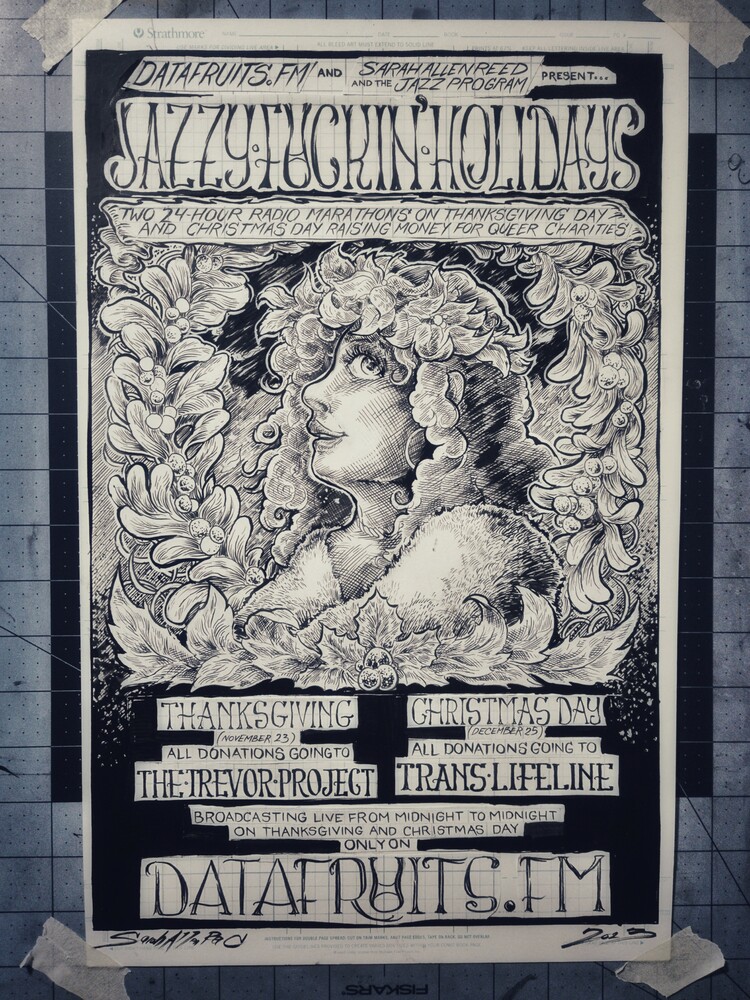 Strathmore
DATAFRUITS.FM AND SARAH ALLEN REED
AND THE JAZZ PROGRAM PRESENT...
JAZZY·FUCKIN'·HOLIDAYS
TWO 24-HOUR RADIO MARATHONS ON THANKSGIVING DAY
AND CHRISTMAS DAY RAISING MONEY FOR QUEER CHARITIES
THANKSGIVING
(NOVEMBER 23)
ALL DONATIONS GOING TO
THE·TREVOR·PROJECT
CHRISTMAS DAY
(DECEMBER 25)
ALL DONATIONS GOING TO
TRANS·LIFELINE
BROADCASTING LIVE FROM MIDNIGHT TO MIDNIGHT
ON THANKSGIVING AND CHRISTMAS DAY
ONLY ON
DATAFRUITS.FM
2023
FISKARS